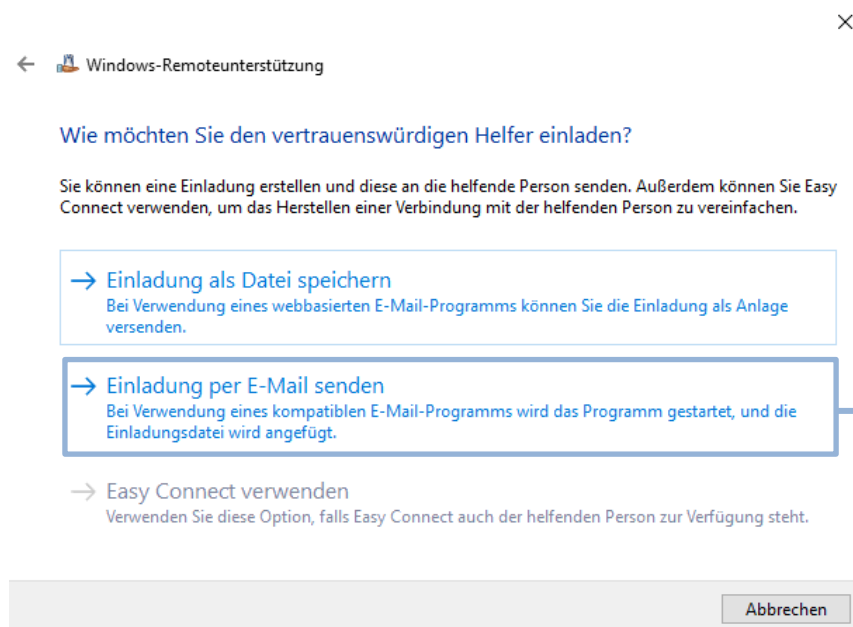 Windows-Remoteunterstützung
Wie möchten Sie den vertrauenswürdigen Helfer einladen?
Sie können eine Einladung erstellen und diese an die helfende Person senden. Außerdem können Sie Easy
Connect verwenden, um das Herstellen einer Verbindung mit der helfenden Person zu vereinfachen.
Einladung als Datei speichern
Bei Verwendung eines webbasierten E-Mail-Programms können Sie die Einladung als Anlage
versenden.
Einladung per E-Mail senden
Bei Verwendung eines kompatiblen E-Mail-Programms wird das Programm gestartet, und die
Einladungsdatei wird angefügt.
Easy Connect verwenden
Verwenden Sie diese Option, falls Easy Connect auch der helfenden Person zur Verfügung steht.
Abbrechen